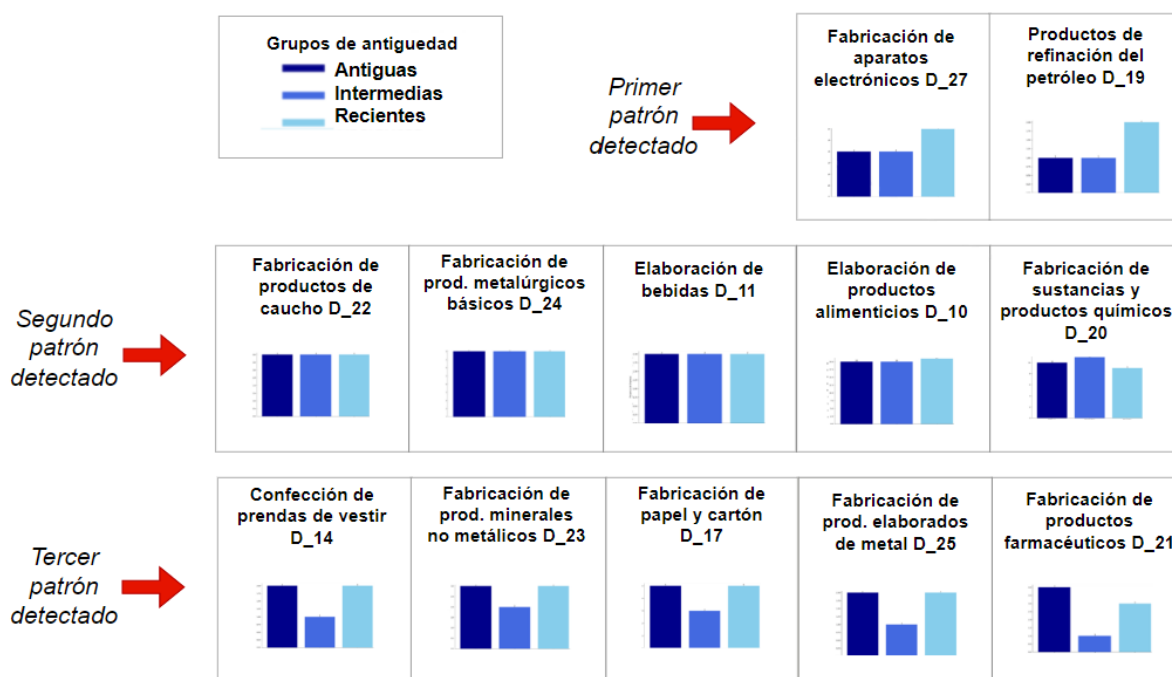 Grupos de antiguedad
Antiguas
Intermedias
Recientes
Primer
patrón
detectado
Fabricación de
aparatos
electrónicos D_27
Productos de
refinación del
petróleo D_19
Segundo
patrón
detectado
Fabricación de
productos de
caucho D_22
Fabricación de
prod. metalúrgicos
básicos D_24
Elaboración de
bebidas D_11
Elaboración de
productos
alimenticios D_10
Fabricación de
sustancias y
productos químicos
D_20
Tercer
patrón
detectado
Confección de
prendas de vestir
D_14
Fabricación de
prod. minerales
no metálicos D_23
Fabricación de
papel y cartón
D_17
Fabricación de
prod. elaborados
de metal D_25
Fabricación de
productos
farmacéuticos D_21